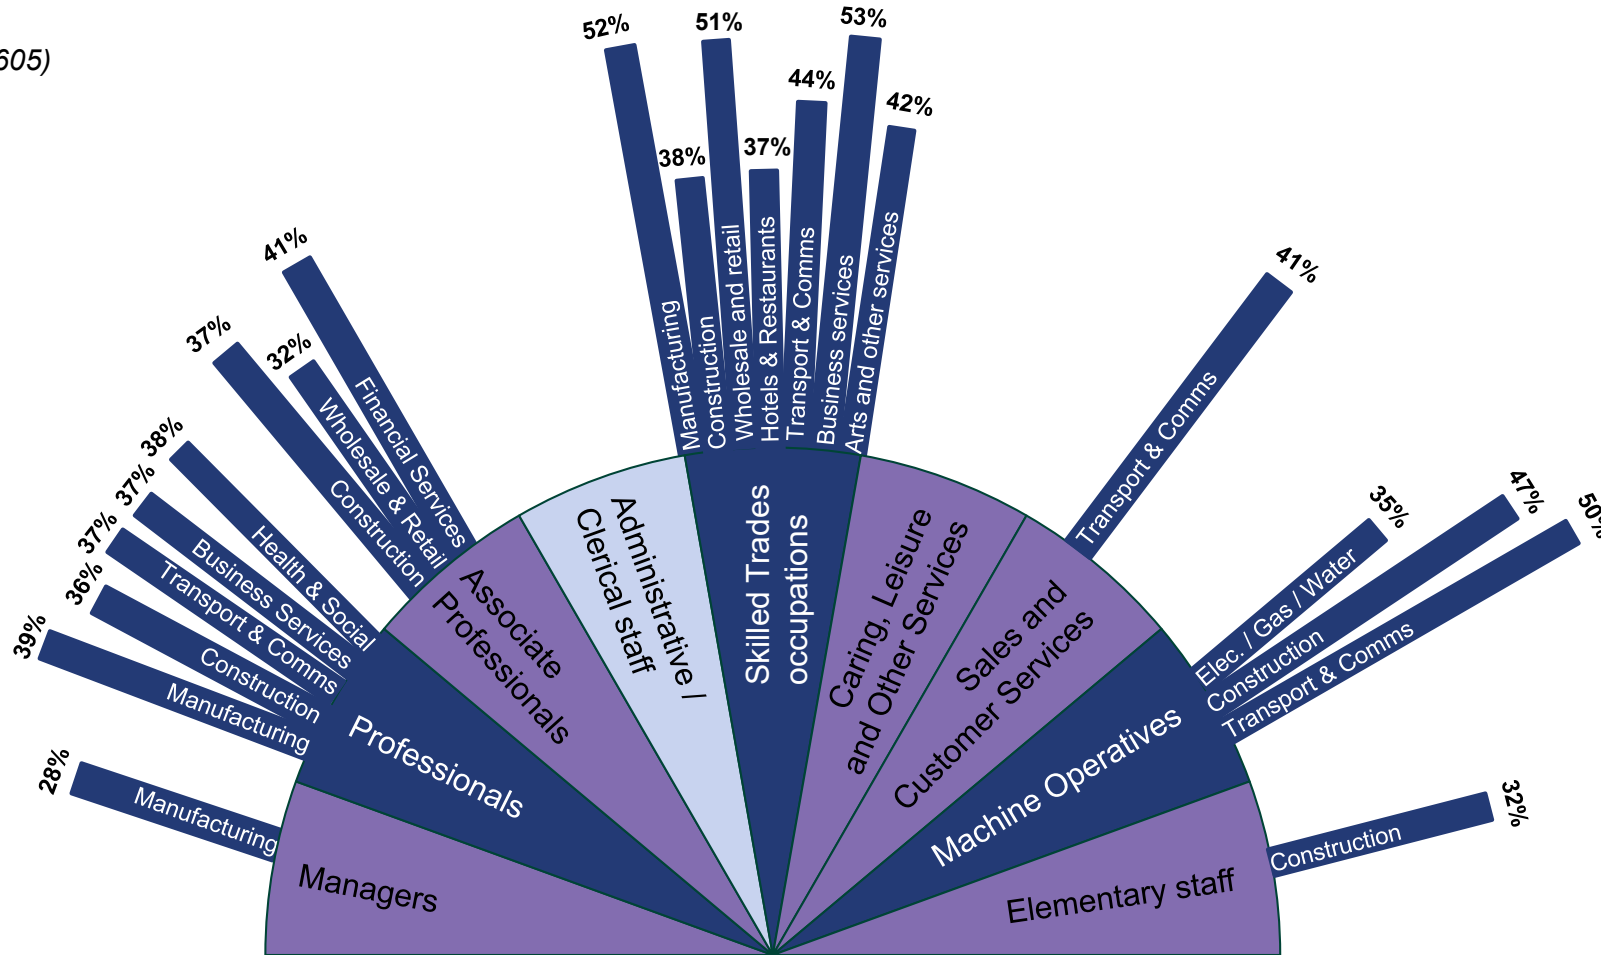 605)
28%
Manufacturing
Managers
39%
Manufacturing
36%
Construction
37%
Transport & Comms
37%
Business Services
38%
Health & Social
Professionals
37%
Construction
32%
Wholesale & Retail
41%
Financial Services
Associate
Professionals
Administrative /
Clerical staff
52%
Manufacturing
38%
Construction
51%
Wholesale and retail
37%
Hotels & Restaurants
44%
Transport & Comms
53%
Business services
42%
Arts and other services
Skilled Trades
occupations
Caring, Leisure
and Other Services
41%
Transport & Comms
Sales and
Customer Services
35%
Elec. / Gas / Water
47%
Construction
50%
Transport & Comms
Machine Operatives
32%
Construction
Elementary staff